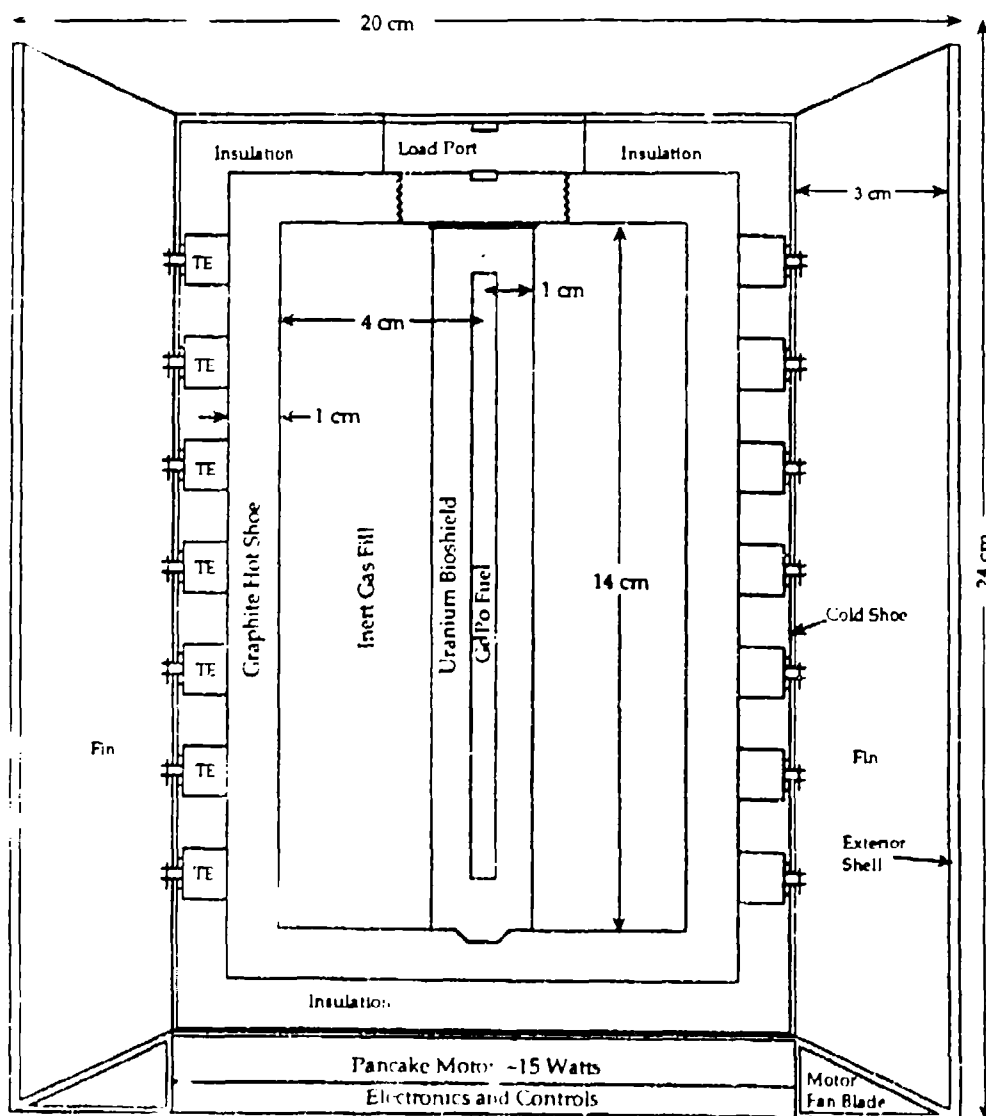 20 cm
Insulation
Load Port
Insulation
3 cm
TE
1 cm
4 cm
TE
1 cm
TE
Graphite Hot Shoe
Inert Gas Fill
Uranium Bioshield
GdPo Fuel
14 cm
24 cm
TE
Cold Shoe
TE
Fin
TE
Fin
Exterior
Shell
TE
Insulation
Pancake Motor ~15 Watts
Electronics and Controls
Motor
Fan Blade